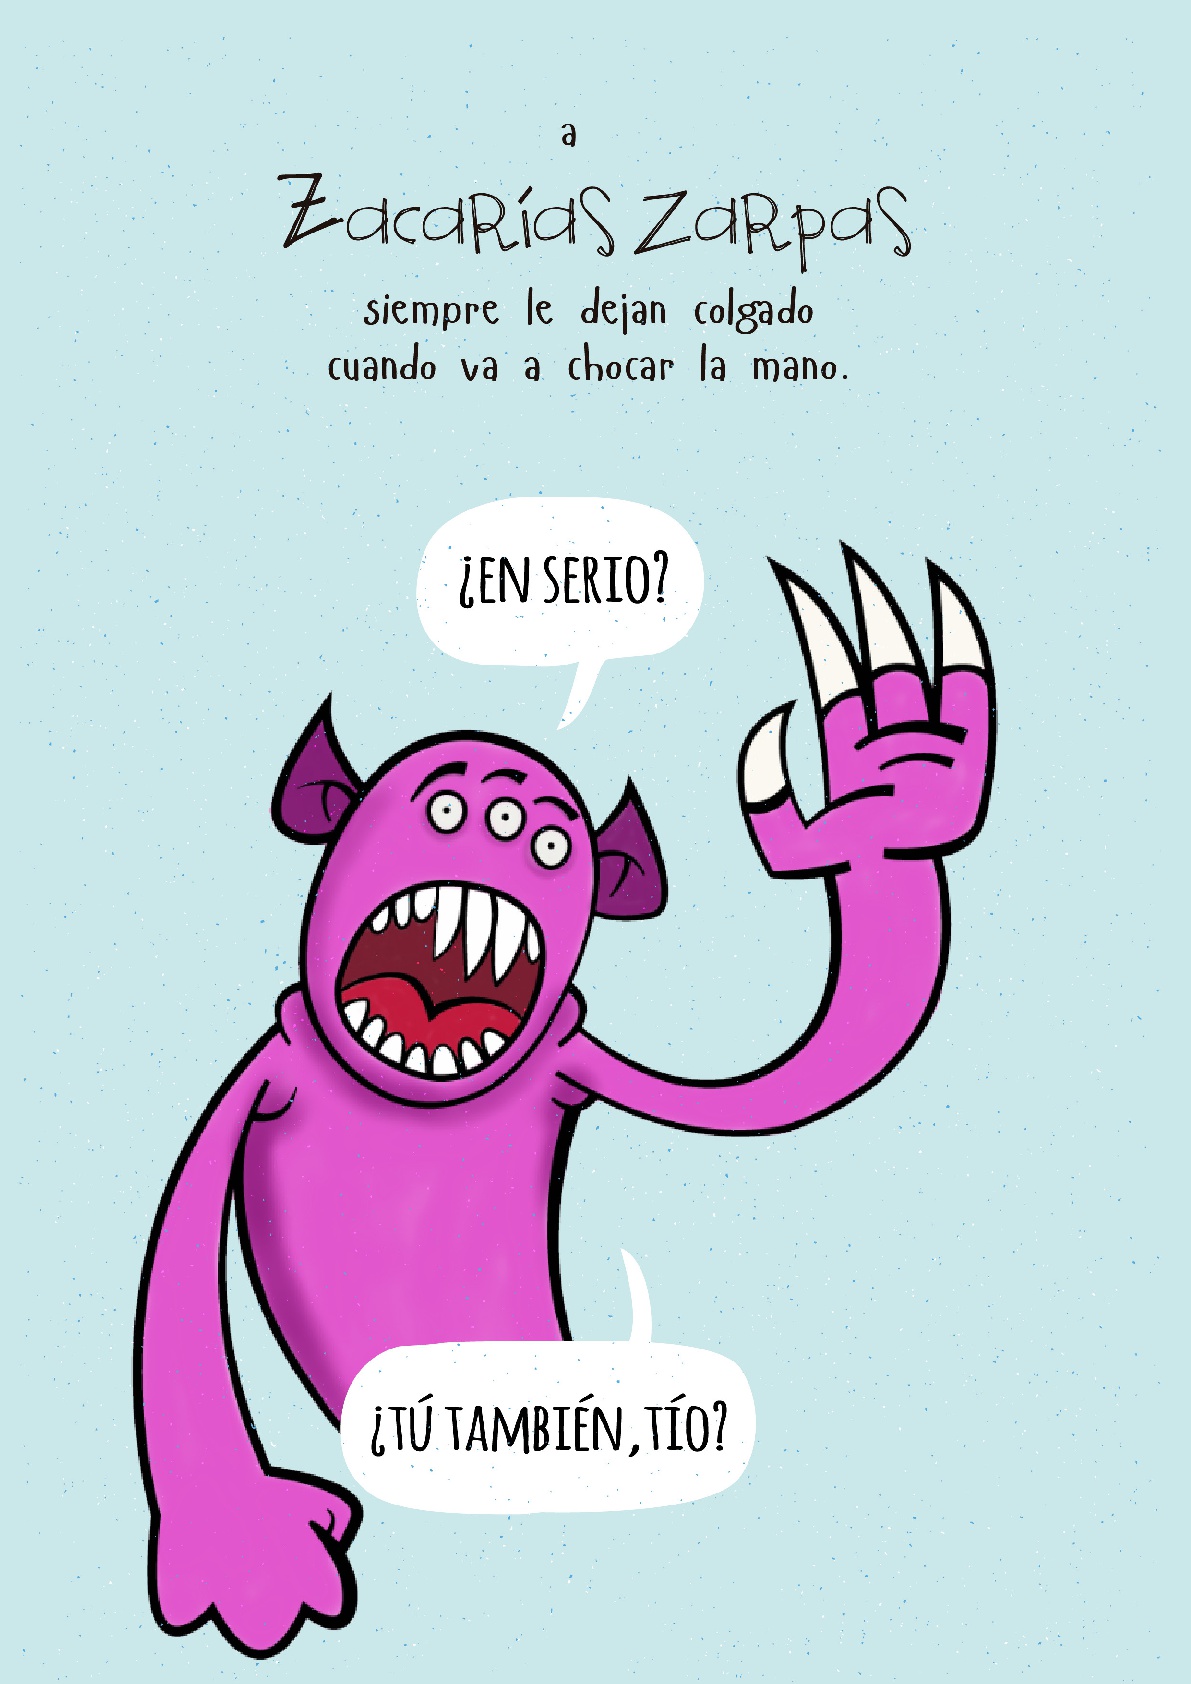 a
Zacarías Zarpas
siempre le dejan colgado
cuando va a chocar la mano.
¿EN SERIO?
¿TÚ TAMBIÉN, TÍO?